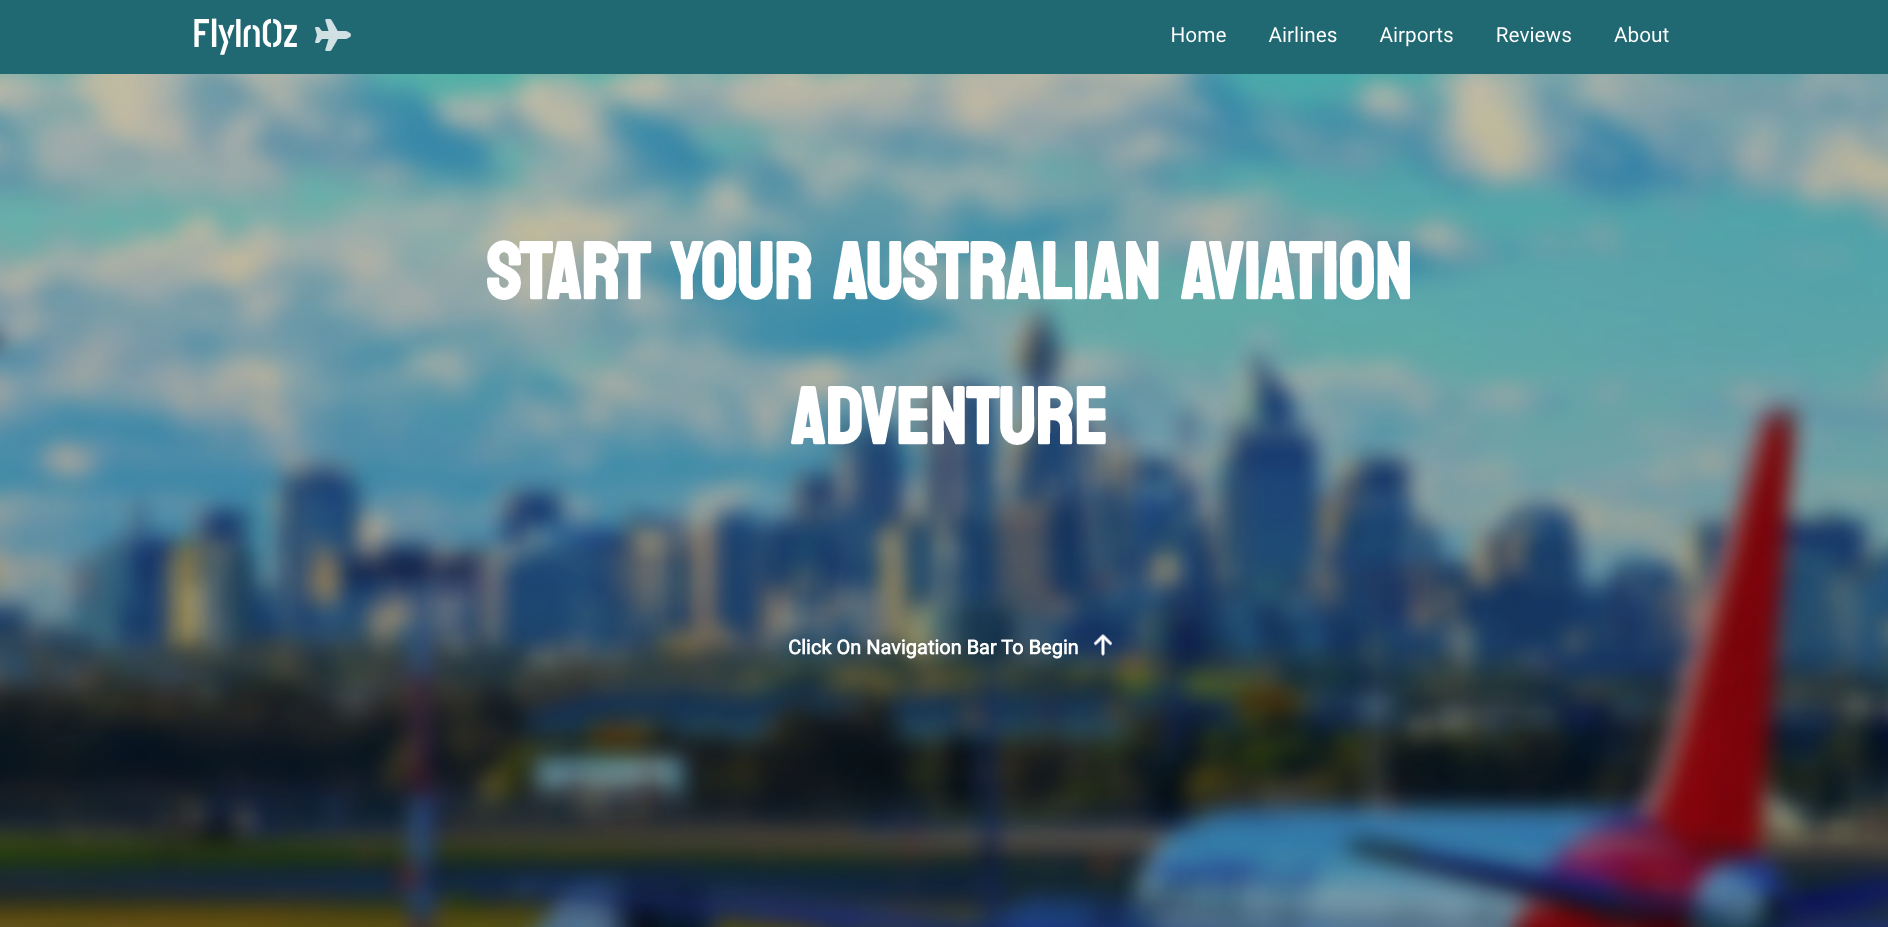 FlyInOz
Home Airlines Airports Reviews About
START YOUR AUSTRALIAN AVIATION
ADVENTURE
Click On Navigation Bar To Begin